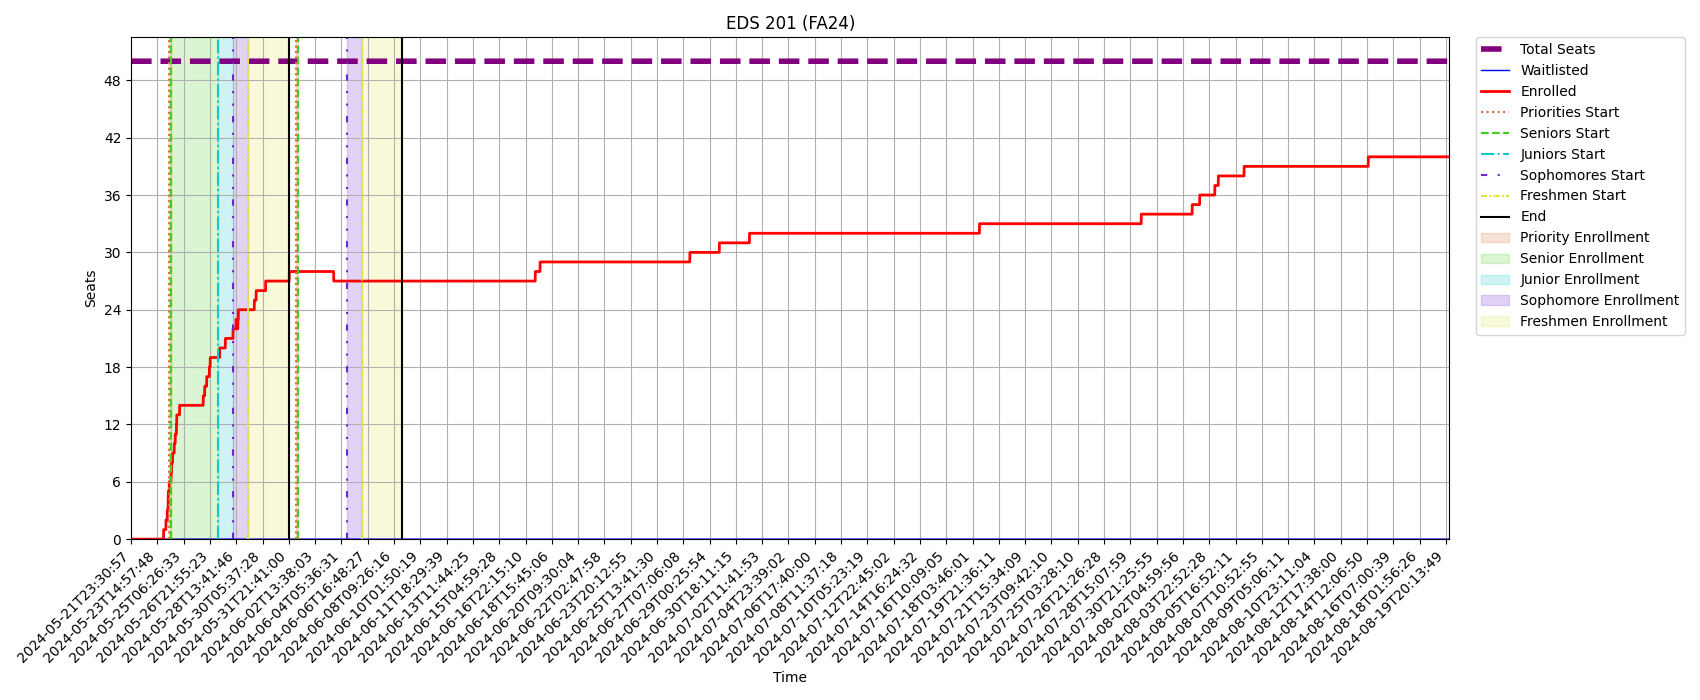 EDS 201 (FA24)
Total Seats
Waitlisted
Enrolled
Priorities Start
Seniors Start
Juniors Start
Sophomores Start
Freshmen Start
End
Priority Enrollment
Senior Enrollment
Junior Enrollment
Sophomore Enrollment
Freshmen Enrollment
Seats
48
42
36
30
24
18
12
6
0
2024-05-21T23:30:57
2024-05-23T14:57:48
2024-05-25T06:26:33
2024-05-26T21:55:23
2024-05-28T13:41:46
2024-05-30T05:37:28
2024-05-31T21:41:00
2024-06-02T13:38:03
2024-06-04T05:36:31
2024-06-06T16:48:27
2024-06-08T09:26:16
2024-06-10T01:50:19
2024-06-11T18:29:39
2024-06-13T11:44:25
2024-06-15T04:59:28
2024-06-16T22:15:10
2024-06-18T15:45:06
2024-06-20T09:30:04
2024-06-22T02:47:58
2024-06-23T20:12:55
2024-06-25T13:41:30
2024-06-27T07:06:08
2024-06-29T00:25:54
2024-06-30T18:11:15
2024-07-02T11:41:53
2024-07-04T23:39:02
2024-07-06T17:40:00
2024-07-08T11:37:18
2024-07-10T05:23:19
2024-07-12T22:45:02
2024-07-14T16:24:32
2024-07-16T10:09:05
2024-07-18T03:46:01
2024-07-19T21:36:11
2024-07-21T15:34:09
2024-07-23T09:42:10
2024-07-25T03:28:10
2024-07-26T21:26:28
2024-07-28T15:07:59
2024-07-30T21:25:55
2024-08-02T04:59:56
2024-08-03T22:52:28
2024-08-05T16:52:11
2024-08-07T10:52:55
2024-08-09T05:06:11
2024-08-10T23:11:04
2024-08-12T17:38:00
2024-08-14T12:06:50
2024-08-16T07:00:39
2024-08-18T01:56:26
2024-08-19T20:13:49
Time